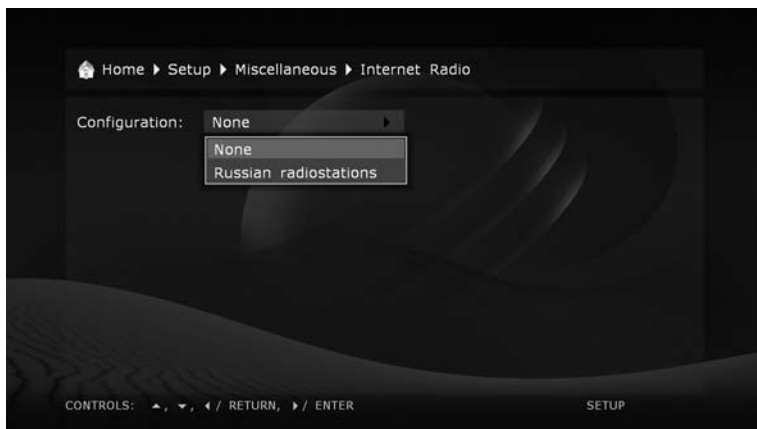 Home ▶ Setup ▶ Miscellaneous ▶ Internet Radio
Configuration: None ▶
None
Russian radiostations
CONTROLS: ▲, ▼, ◀/ RETURN, ▶/ ENTER SETUP